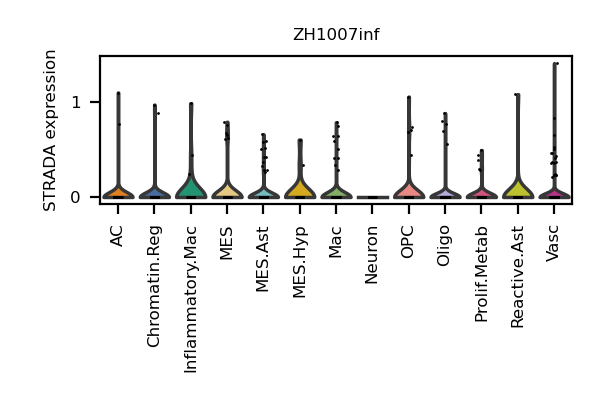 ZH1007inf
STRADA expression
1
0
AC
Chromatin.Reg
Inflammatory.Mac
MES
MES.Ast
MES.Hyp
Mac
Neuron
OPC
Oligo
Prolif.Metab
Reactive.Ast
Vasc